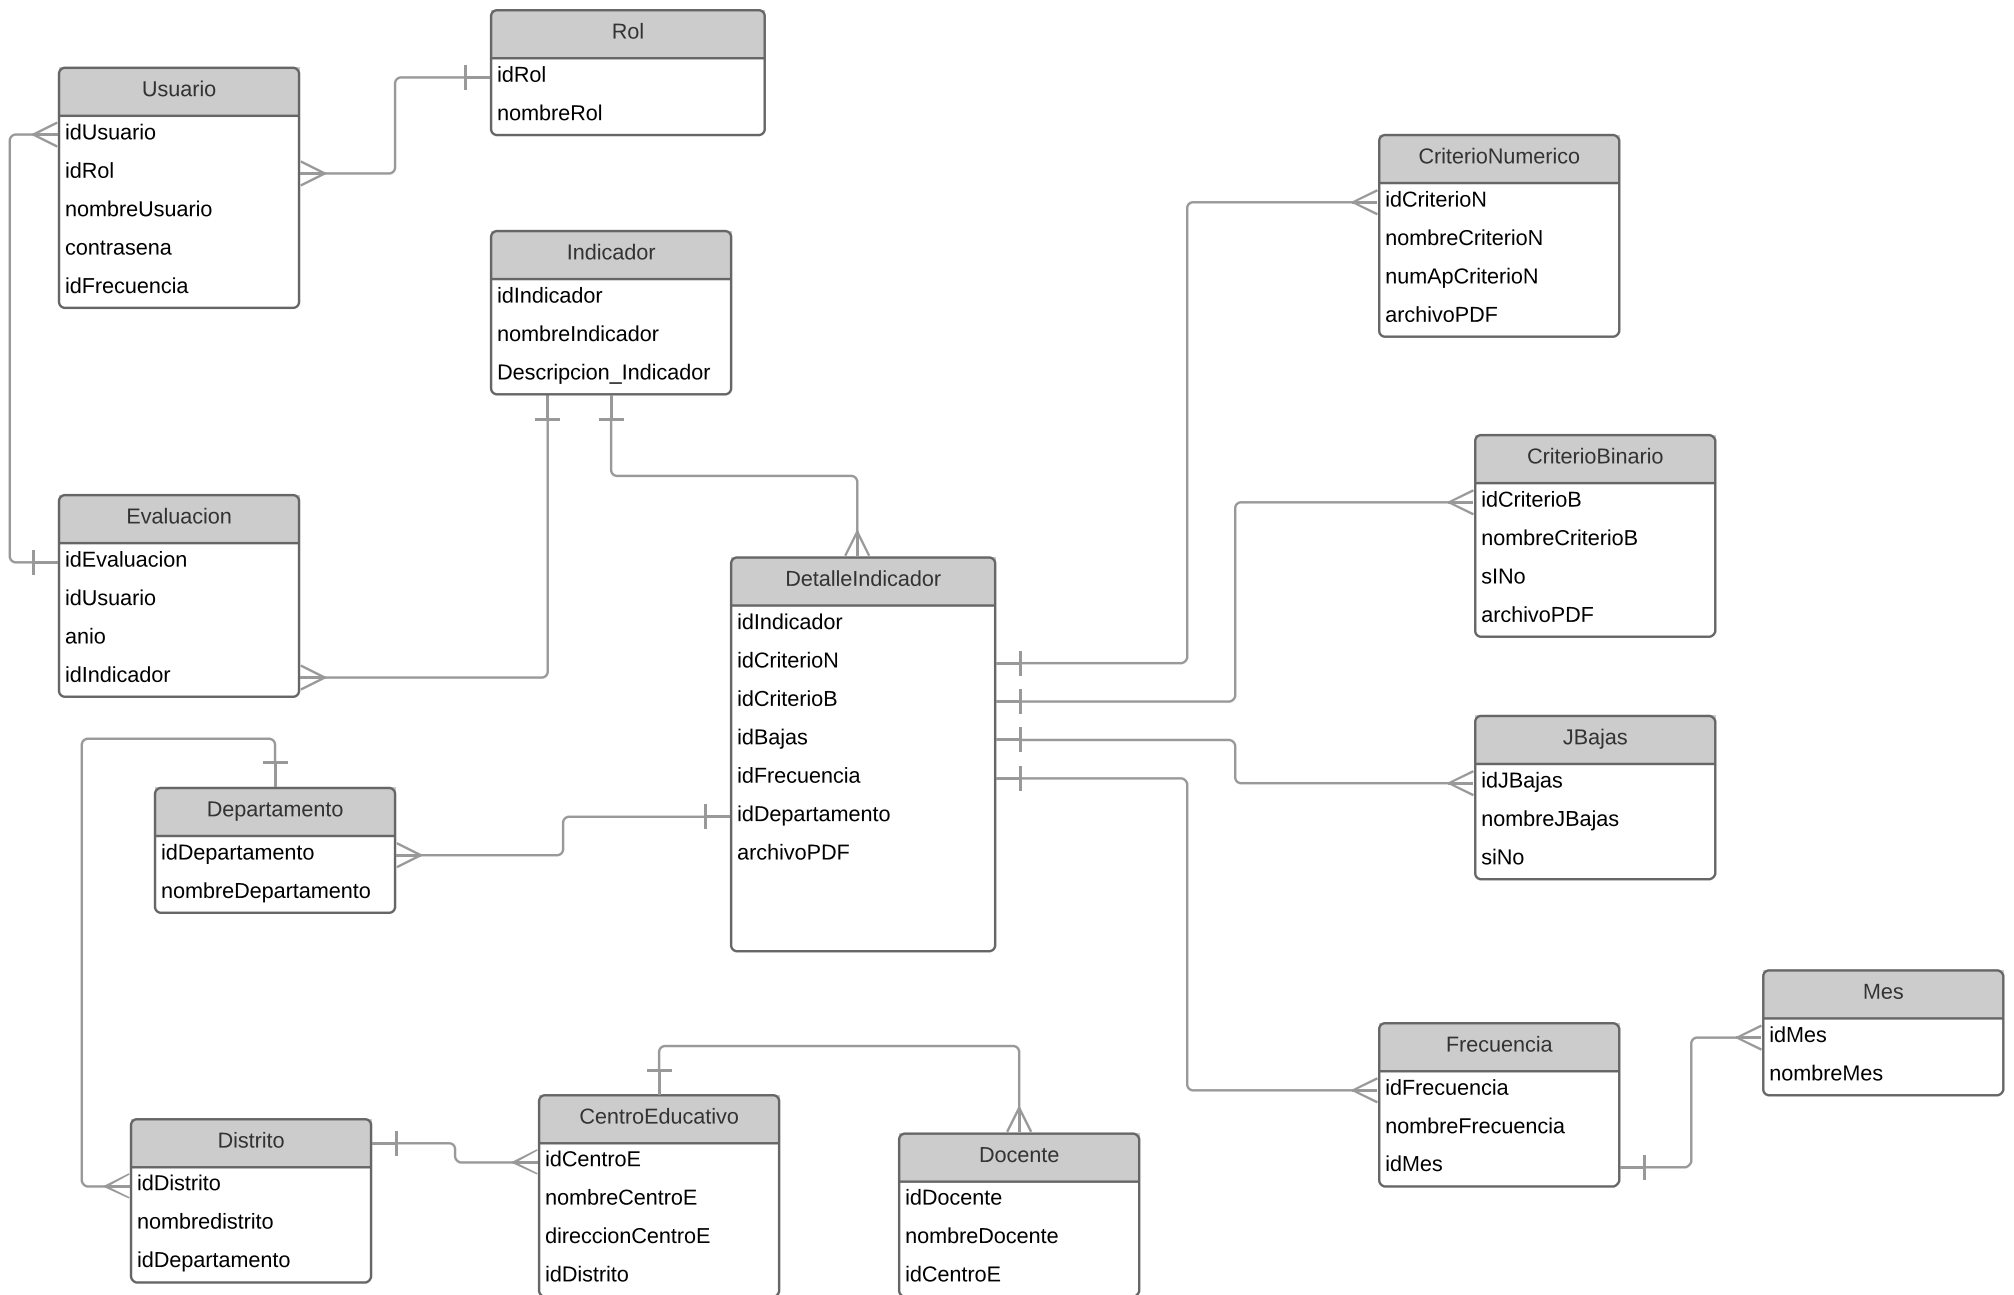 Rol
idRol
nombreRol
Usuario
idUsuario
idRol
nombreUsuario
contrasena
idFrecuencia
CriterioNumerico
idCriterioN
nombreCriterioN
numApCriterioN
archivoPDF
Indicador
idIndicador
nombreIndicador
Descripcion_Indicador
CriterioBinario
idCriterioB
nombreCriterioB
sINo
archivoPDF
Evaluacion
idEvaluacion
idUsuario
anio
idIndicador
DetalleIndicador
idIndicador
idCriterioN
idCriterioB
idBajas
idFrecuencia
idDepartamento
archivoPDF
JBajas
idJBajas
nombreJBajas
siNo
Departamento
idDepartamento
nombreDepartamento
Mes
idMes
nombreMes
Frecuencia
idFrecuencia
nombreFrecuencia
idMes
Distrito
idDistrito
nombredistrito
idDepartamento
CentroEducativo
idCentroE
nombreCentroE
direccionCentroE
idDistrito
Docente
idDocente
nombreDocente
idCentroE